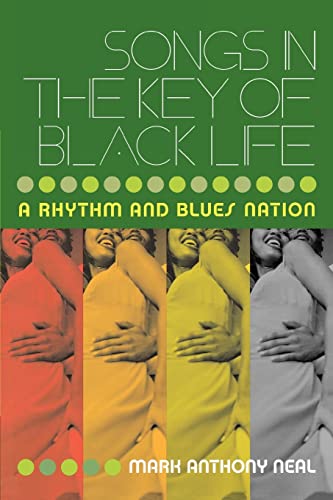 SONGS IN
THE KEY OF
BLACK LIFE
A RHYTHM AND BLUES NATION
MARK ANTHONY NEAL